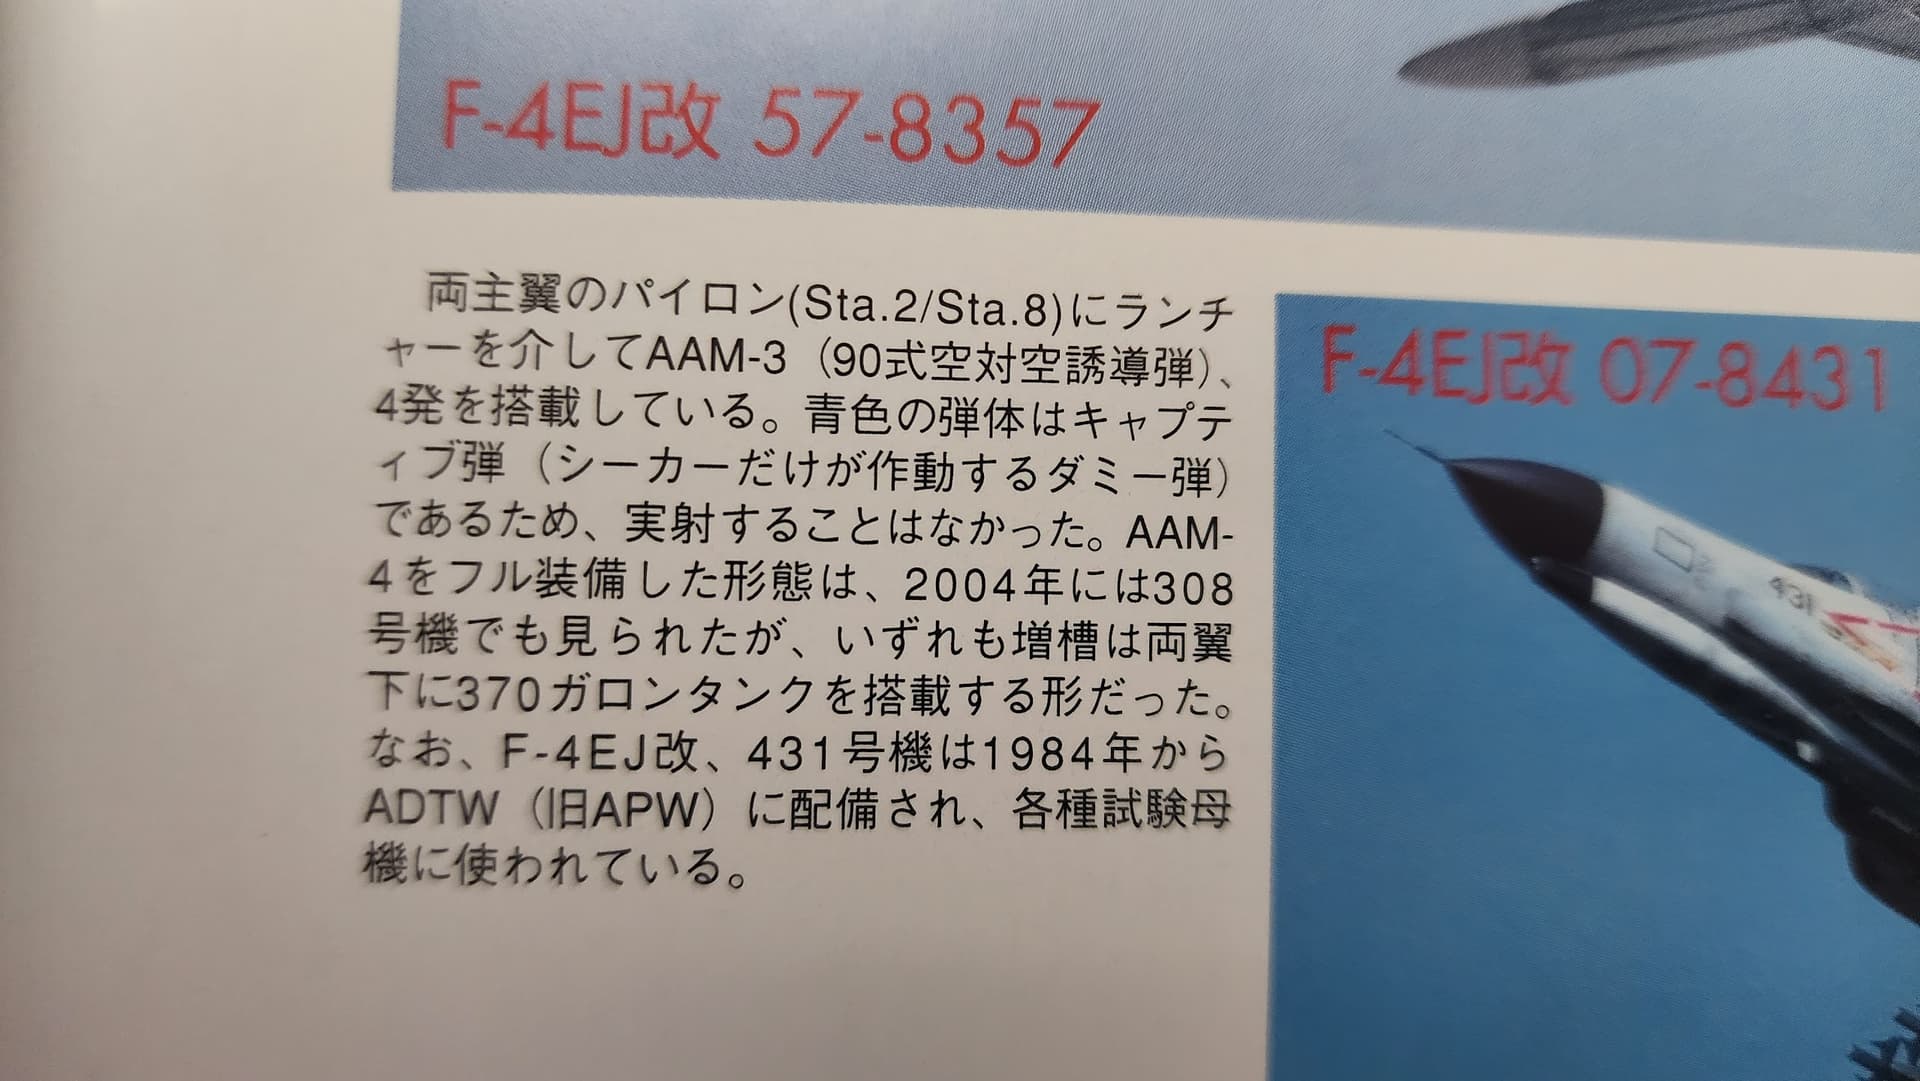 F-4EJ改 57-8357
両主翼のパイロン(Sta.2/Sta.8)にランチ
ャーを介してAAM-3（90式空対空誘導弾）、
4発を搭載している。青色の弾体はキャプテ
ィブ弾（シーカーだけが作動するダミー弾）
であるため、実射することはなかった。AAM-
4をフル装備した形態は、2004年には308
号機でも見られたが、いずれも増槽は両翼
下に370ガロンタンクを搭載する形だった。
なお、F-4EJ改、431号機は1984年から
ADTW（旧APW）に配備され、各種試験母
機に使われている。
F-4EJ改 07-8431
431